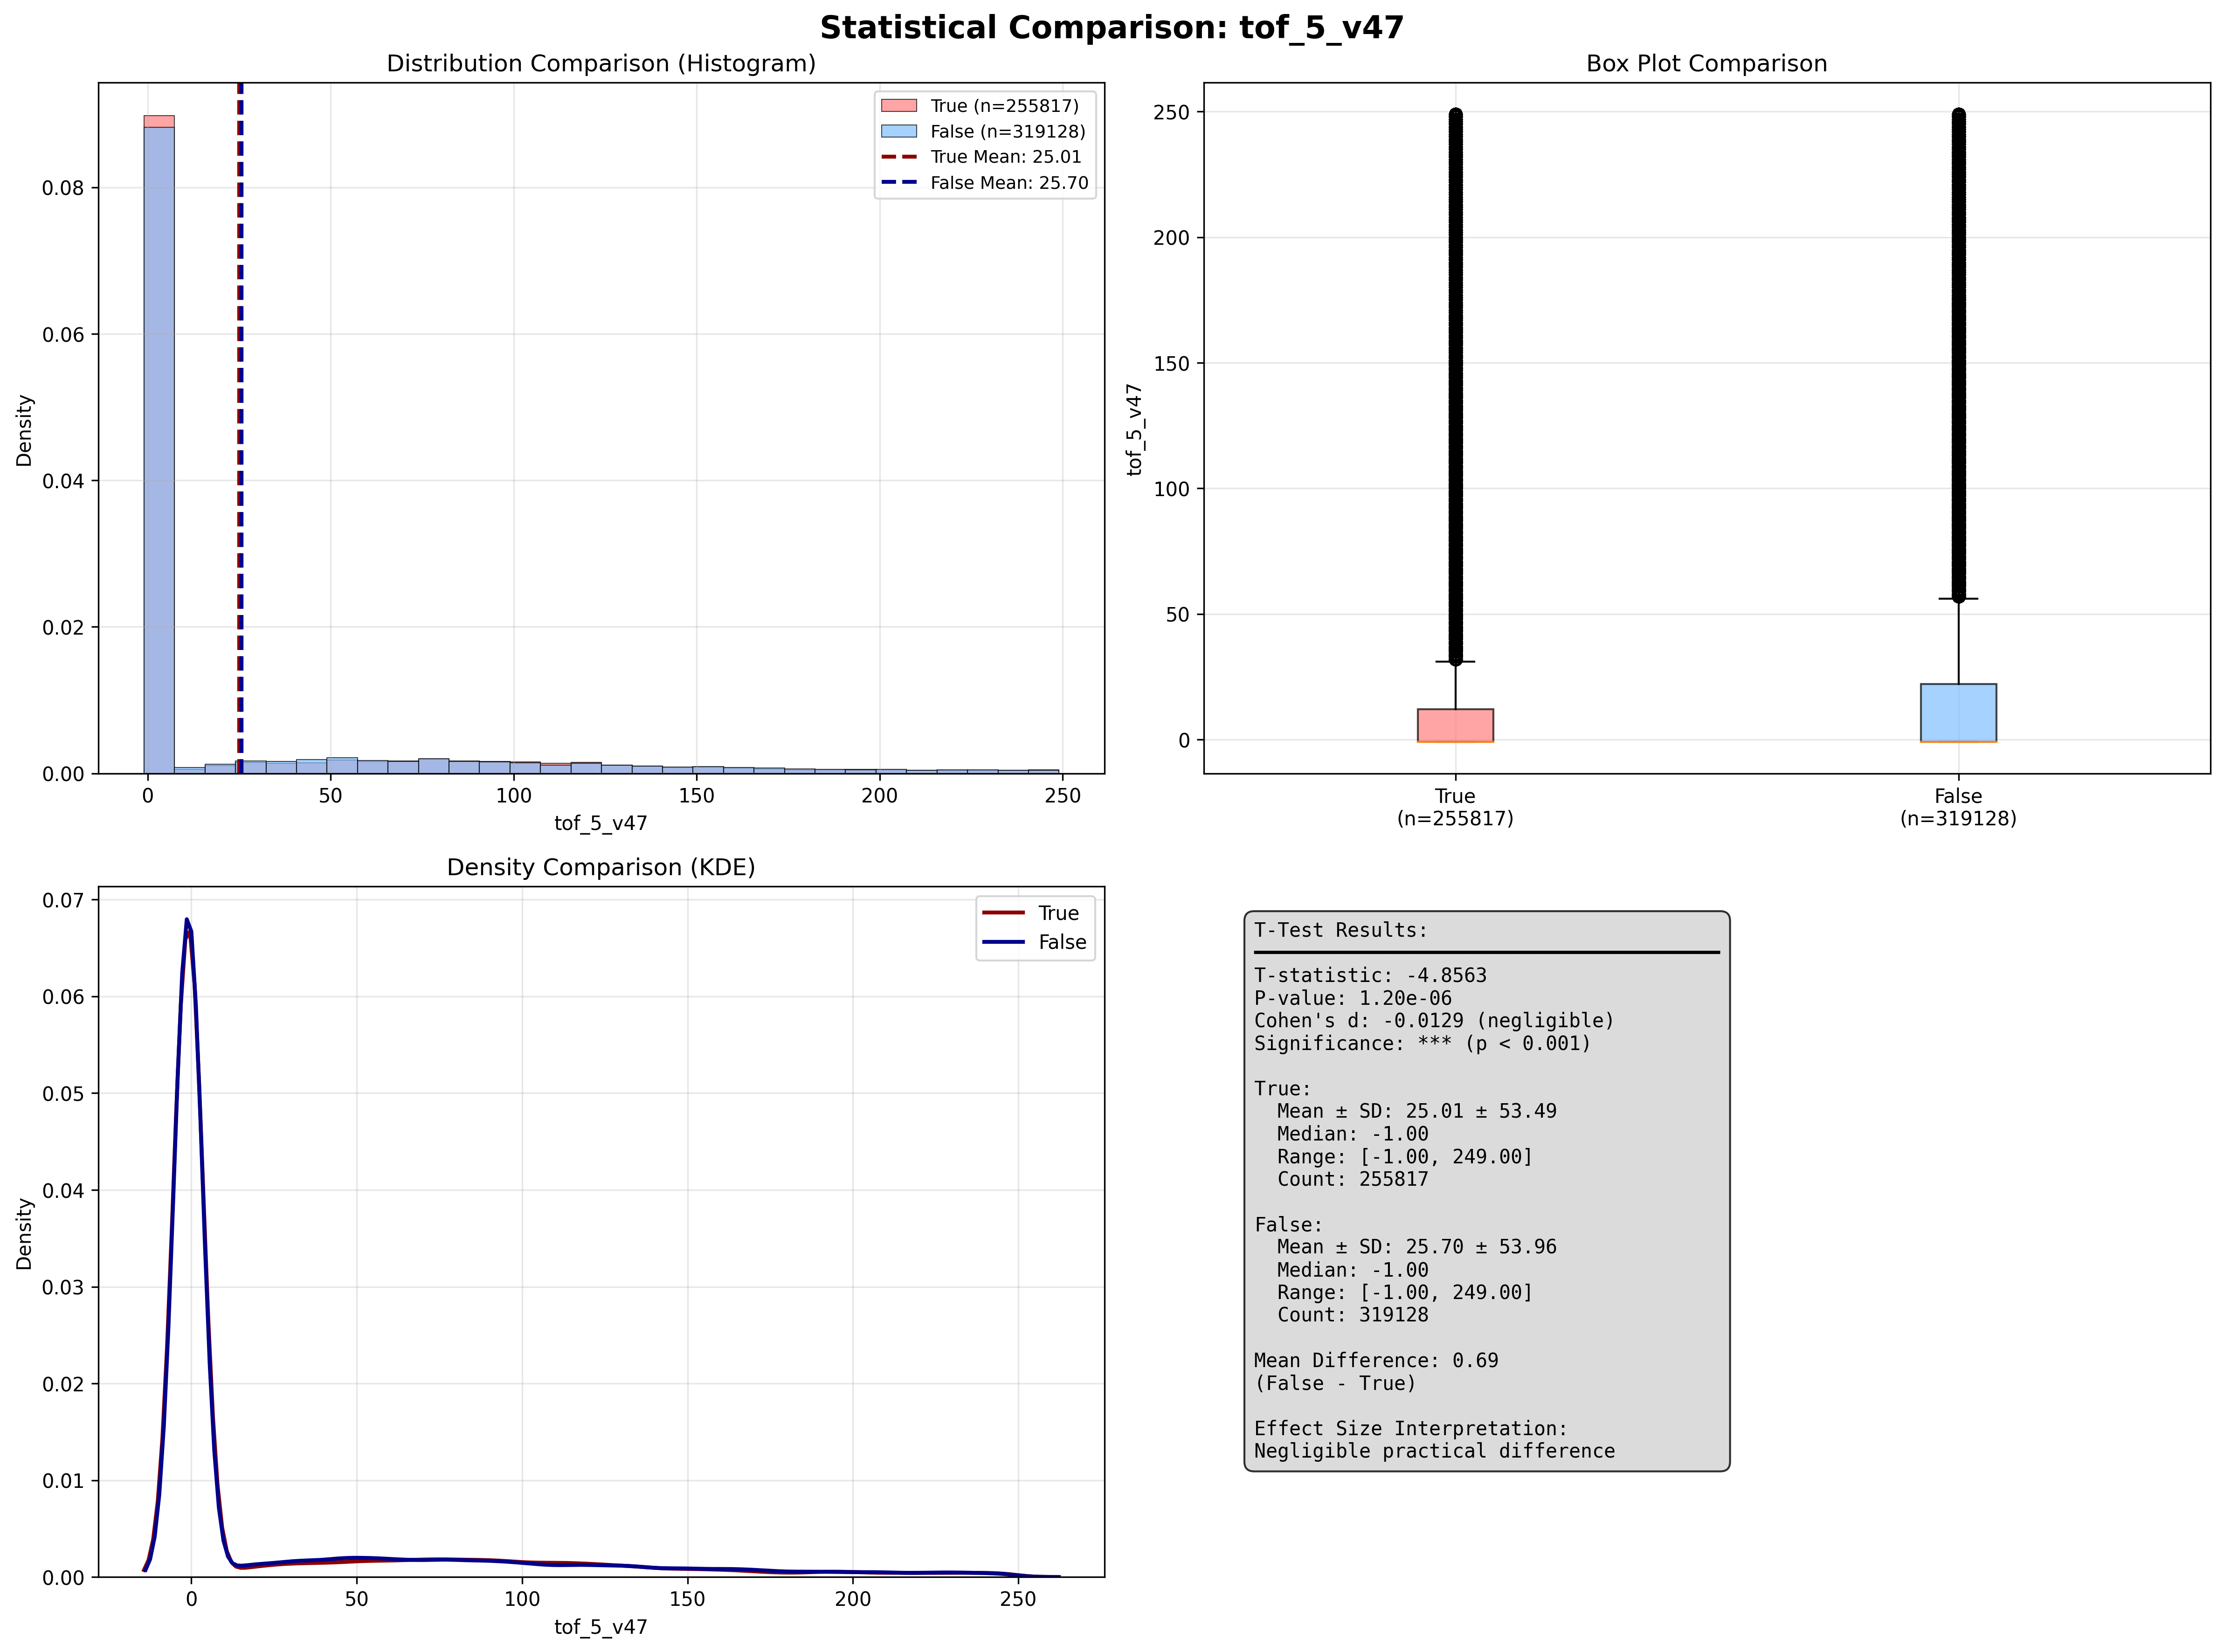 Statistical Comparison: tof_5_v47
Distribution Comparison (Histogram)
Density
0.08
0.06
0.04
0.02
0.00
0
50
100
150
200
250
tof_5_v47
True (n=255817)
False (n=319128)
True Mean: 25.01
False Mean: 25.70
Box Plot Comparison
tof_5_v47
250
200
150
100
50
0
True
(n=255817)
False
(n=319128)
Density Comparison (KDE)
Density
0.07
0.06
0.05
0.04
0.03
0.02
0.01
0.00
0
50
100
150
200
250
tof_5_v47
True
False
T-Test Results:
T-statistic: -4.8563
P-value: 1.20e-06
Cohen's d: -0.0129 (negligible)
Significance: *** (p < 0.001)
True:
Mean ± SD: 25.01 ± 53.49
Median: -1.00
Range: [-1.00, 249.00]
Count: 255817
False:
Mean ± SD: 25.70 ± 53.96
Median: -1.00
Range: [-1.00, 249.00]
Count: 319128
Mean Difference: 0.69
(False - True)
Effect Size Interpretation:
Negligible practical difference